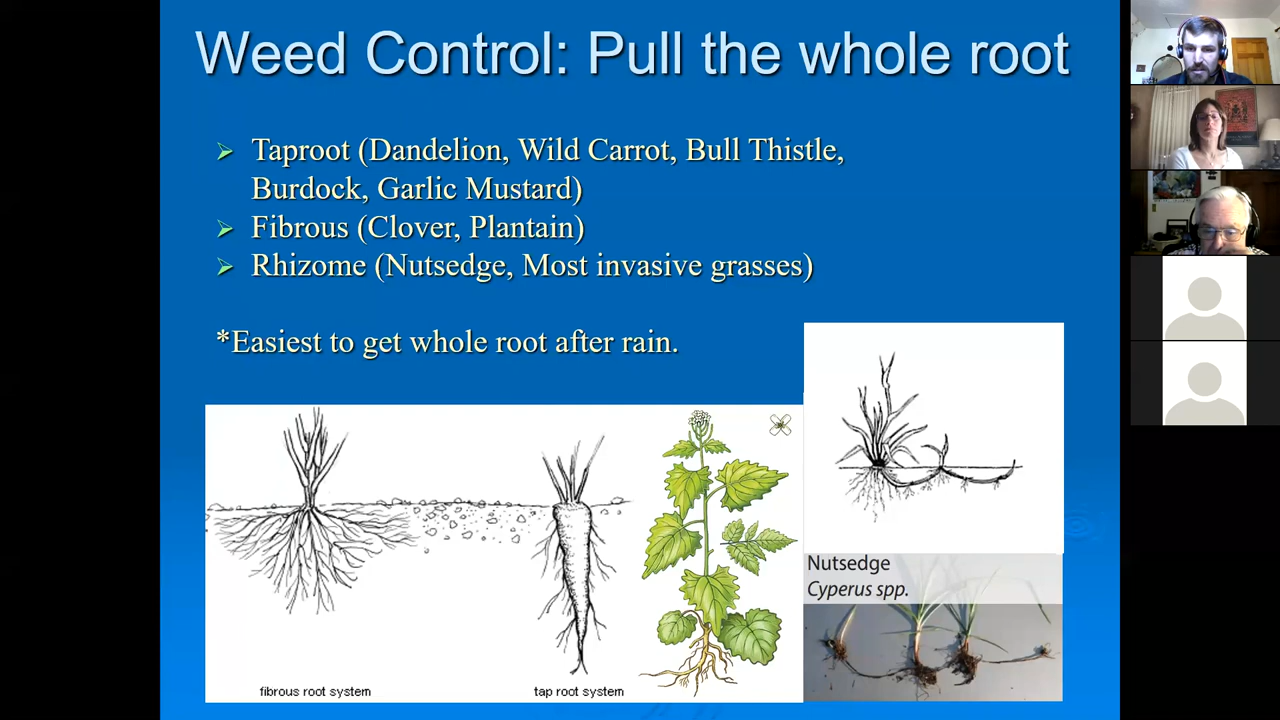 Weed Control: Pull the whole root
Taproot (Dandelion, Wild Carrot, Bull Thistle,
Burdock, Garlic Mustard)
Fibrous (Clover, Plantain)
Rhizome (Nutsedge, Most invasive grasses)
*Easiest to get whole root after rain.
Nutsedge
Cyperus spp.
fibrous root system
tap root system